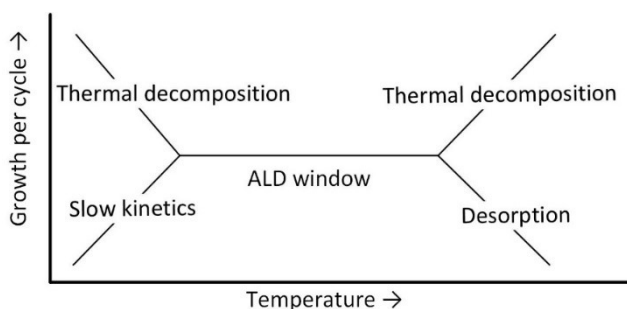 Growth per cycle →
Thermal decomposition
Thermal decomposition
ALD window
Slow kinetics
Desorption
Temperature →